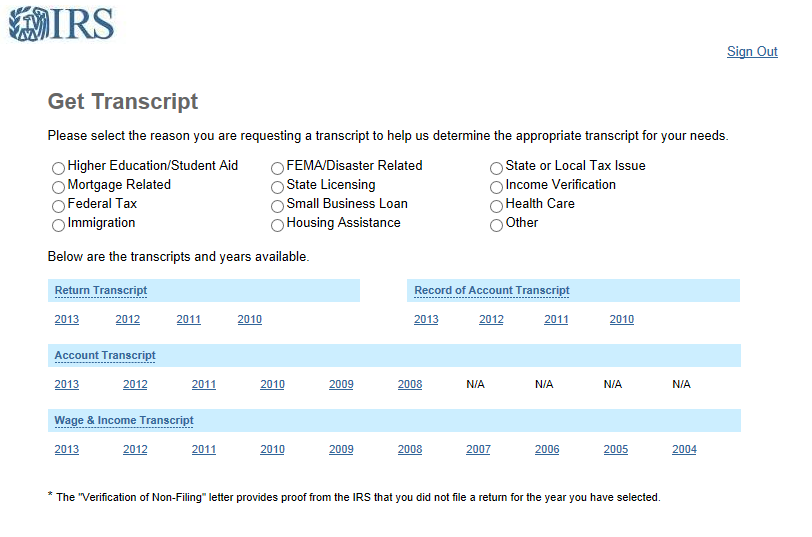 IRS
Sign Out
Get Transcript
Please select the reason you are requesting a transcript to help us determine the appropriate transcript for your needs.
Higher Education/Student Aid FEMA/Disaster Related State or Local Tax Issue
Mortgage Related State Licensing Income Verification
Federal Tax Small Business Loan Health Care
Immigration Housing Assistance Other
Below are the transcripts and years available.
Return Transcript Record of Account Transcript
2013 2012 2011 2010 2013 2012 2011 2010
Account Transcript
2013 2012 2011 2010 2009 2008 N/A N/A N/A N/A
Wage & Income Transcript
2013 2012 2011 2010 2009 2008 2007 2006 2005 2004
* The "Verification of Non-Filing" letter provides proof from the IRS that you did not file a return for the year you have selected.